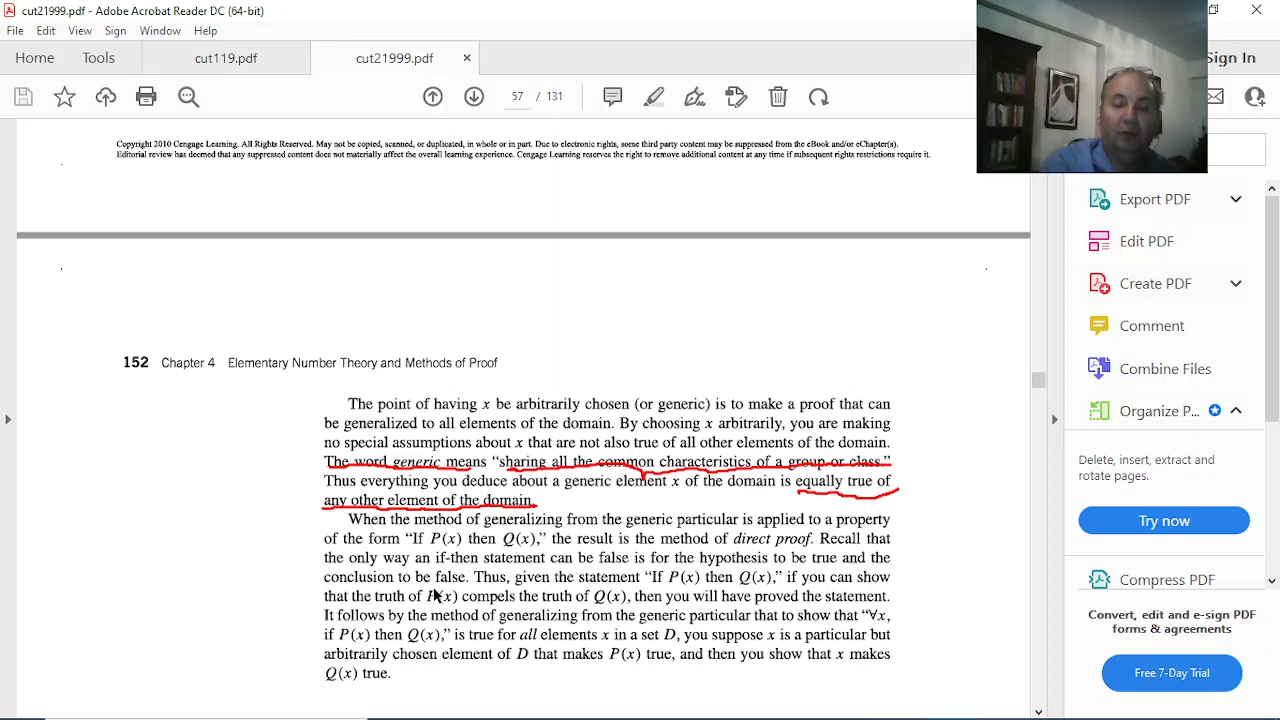 cut21999.pdf - Adobe Acrobat Reader DC (64-bit)
File Edit View Sign Window Help
Home Tools cut119.pdf cut21999.pdf × Sign In
57 / 131
Copyright 2010 Cengage Learning. All Rights Reserved. May not be copied, scanned, or duplicated, in whole or in part. Due to electronic rights, some third party content may be suppressed from the eBook and/or eChapter(s).
Editorial review has deemed that any suppressed content does not materially affect the overall learning experience. Cengage Learning reserves the right to remove additional content at any time if subsequent rights restrictions require it.
152 Chapter 4 Elementary Number Theory and Methods of Proof
The point of having x be arbitrarily chosen (or generic) is to make a proof that can
be generalized to all elements of the domain. By choosing x arbitrarily, you are making
no special assumptions about x that are not also true of all other elements of the domain.
The word generic means “sharing all the common characteristics of a group or class.”
Thus everything you deduce about a generic element x of the domain is equally true of
any other element of the domain.
When the method of generalizing from the generic particular is applied to a property
of the form “If P(x) then Q(x),” the result is the method of direct proof. Recall that
the only way an if-then statement can be false is for the hypothesis to be true and the
conclusion to be false. Thus, given the statement “If P(x) then Q(x),” if you can show
that the truth of P(x) compels the truth of Q(x), then you will have proved the statement.
It follows by the method of generalizing from the generic particular that to show that “∀x,
if P(x) then Q(x),” is true for all elements x in a set D, you suppose x is a particular but
arbitrarily chosen element of D that makes P(x) true, and then you show that x makes
Q(x) true.
Export PDF
Edit PDF
Create PDF
Comment
Combine Files
Organize P...
Delete, insert, extract and
organize pages.
Try now
Compress PDF
Convert, edit and e-sign PDF
forms & agreements
Free 7-Day Trial